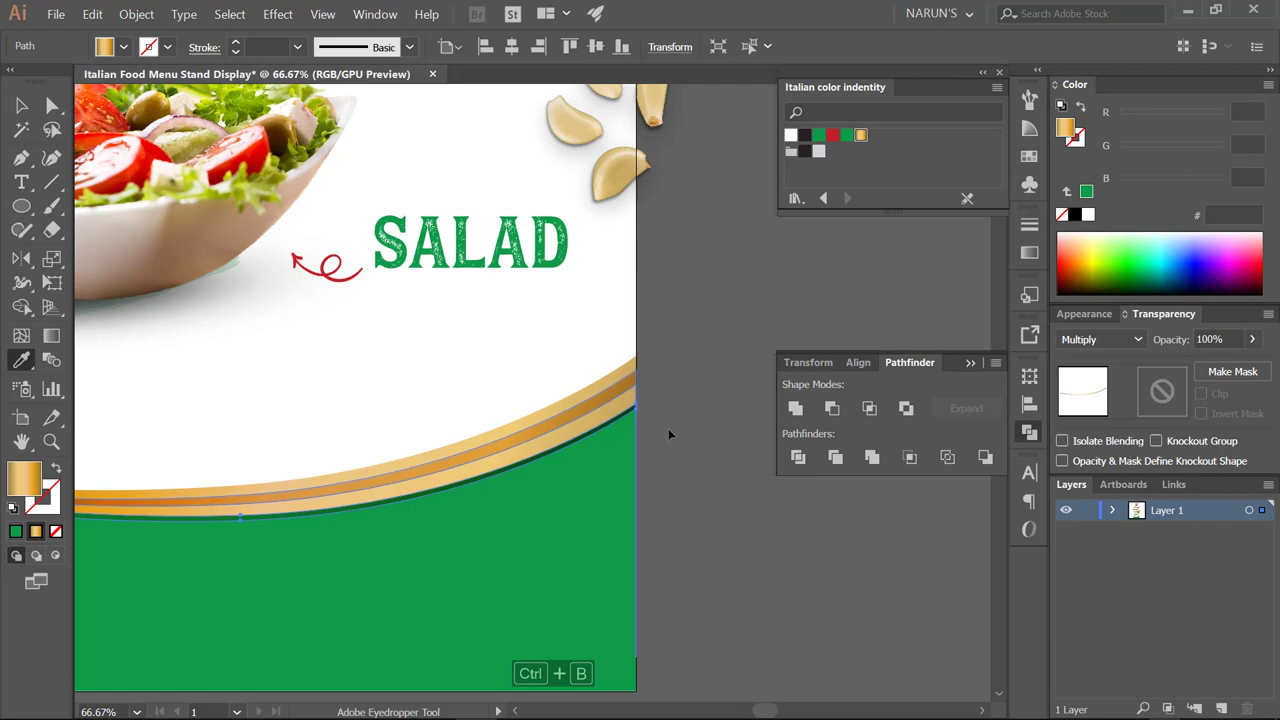 Ai File Edit Object Type Select Effect View Window Help Br St NARUN'S Search Adobe Stock
Path Stroke: Basic Transform
Italian Food Menu Stand Display* @ 66.67% (RGB/GPU Preview)
Italian color indentity
Color
R
G
B
#
SALAD
Appearance Transparency
Multiply Opacity: 100%
Make Mask
Clip
Invert Mask
Isolate Blending Knockout Group
Opacity & Mask Define Knockout Shape
Transform Align Pathfinder
Shape Modes:
Expand
Pathfinders:
Layers Artboards Links
Layer 1
Ctrl + B
66.67% 1 Adobe Eyedropper Tool
1 Layer